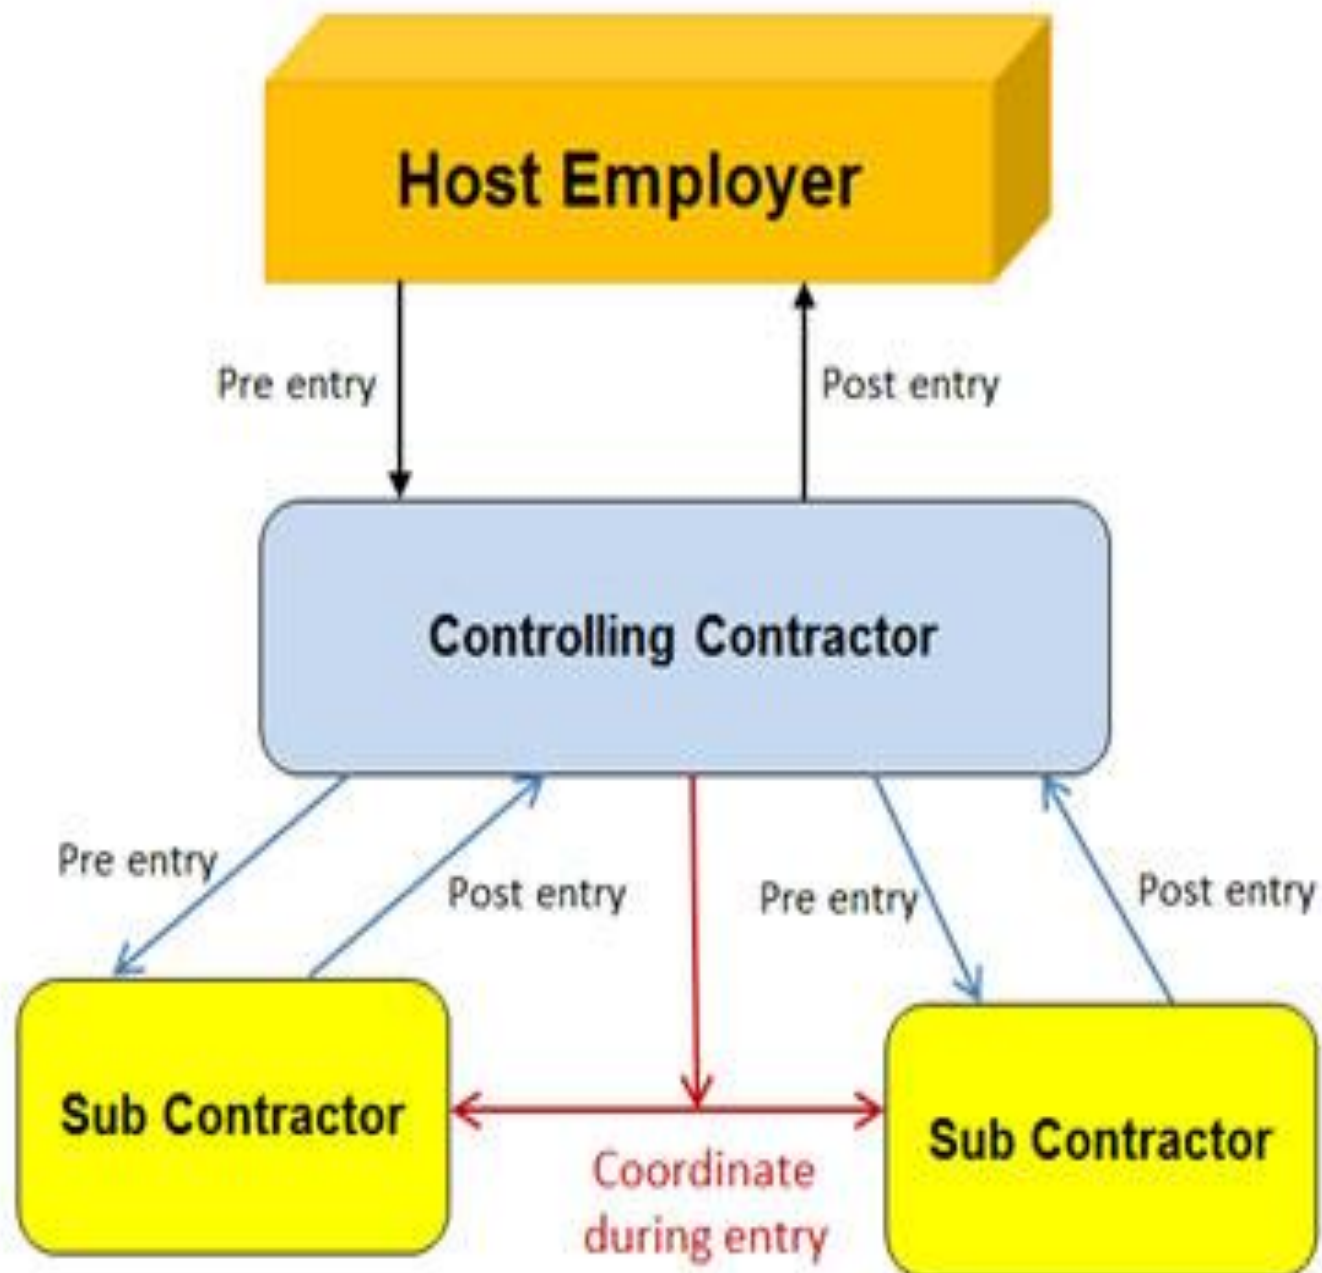 Host Employer
Pre entry
Post entry
Controlling Contractor
Pre entry
Post entry
Pre entry
Post entry
Sub Contractor
Sub Contractor
Coordinate
during entry